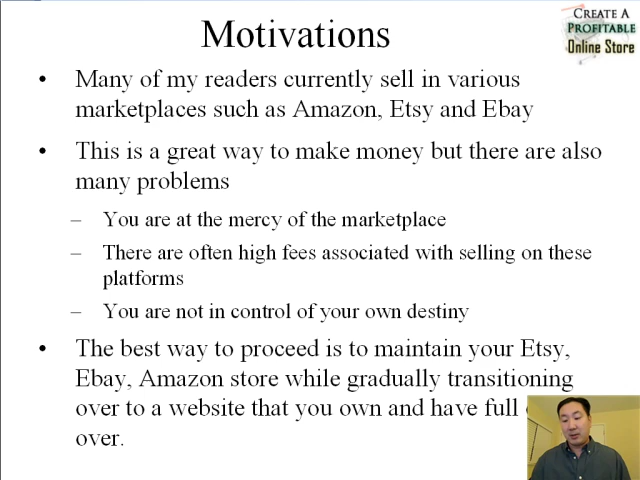 Motivations
CREATE A
PROFITABLE
Online Store
• Many of my readers currently sell in various
marketplaces such as Amazon, Etsy and Ebay
• This is a great way to make money but there are also
many problems
– You are at the mercy of the marketplace
– There are often high fees associated with selling on these
platforms
– You are not in control of your own destiny
• The best way to proceed is to maintain your Etsy,
Ebay, Amazon store while gradually transitioning
over to a website that you own and have full
over.